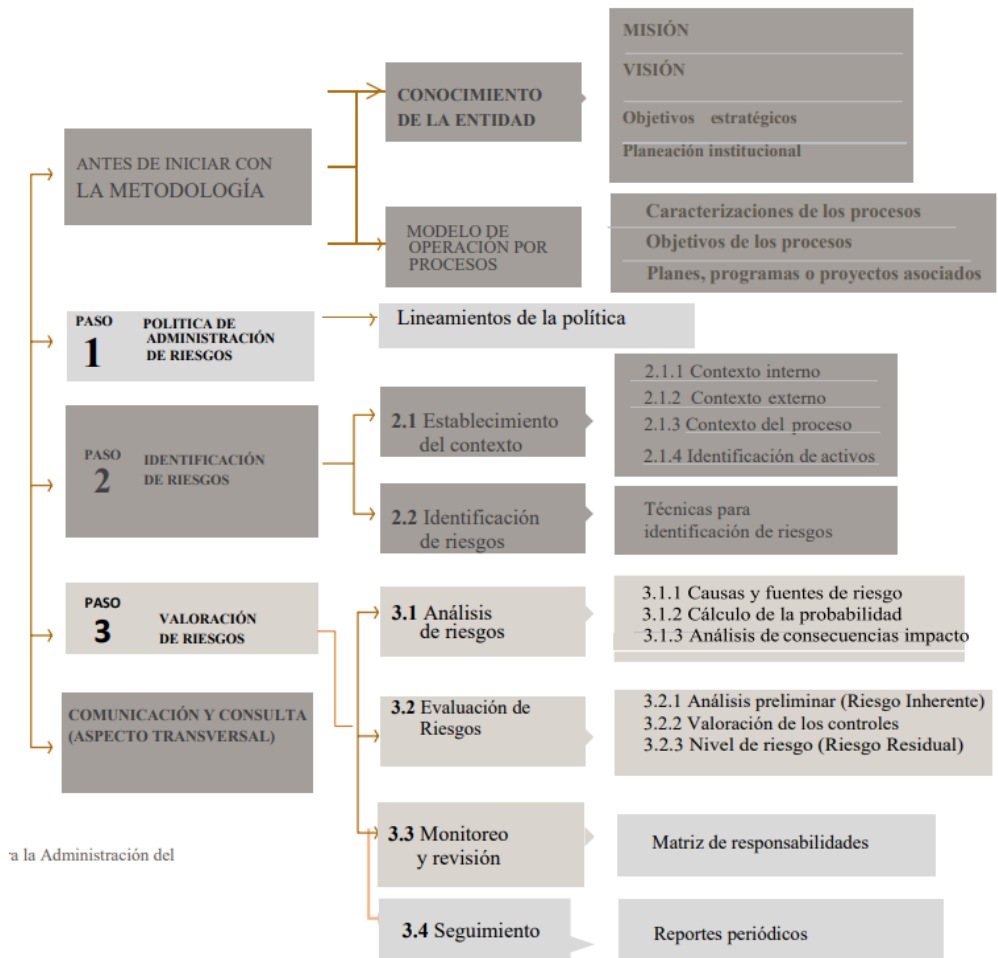 MISIÓN
VISIÓN
Objetivos estratégicos
Planeación institucional
CONOCIMIENTO
DE LA ENTIDAD
ANTES DE INICIAR CON
LA METODOLOGÍA
MODELO DE
OPERACIÓN POR
PROCESOS
Caracterizaciones de los procesos
Objetivos de los procesos
Planes, programas o proyectos asociados
PASO
1
POLITICA DE
ADMINISTRACIÓN
DE RIESGOS
Lineamientos de la política
PASO
2
IDENTIFICACIÓN
DE RIESGOS
2.1 Establecimiento
del contexto
2.1.1 Contexto interno
2.1.2 Contexto externo
2.1.3 Contexto del proceso
2.1.4 Identificación de activos
2.2 Identificación
de riesgos
Técnicas para
identificación de riesgos
PASO
3
VALORACIÓN
DE RIESGOS
3.1 Análisis
de riesgos
3.1.1 Causas y fuentes de riesgo
3.1.2 Cálculo de la probabilidad
3.1.3 Análisis de consecuencias impacto
3.2 Evaluación de
Riesgos
3.2.1 Análisis preliminar (Riesgo Inherente)
3.2.2 Valoración de los controles
3.2.3 Nivel de riesgo (Riesgo Residual)
COMUNICACIÓN Y CONSULTA
(ASPECTO TRANSVERSAL)
3.3 Monitoreo
y revisión
Matriz de responsabilidades
a la Administración del
3.4 Seguimiento
Reportes periódicos